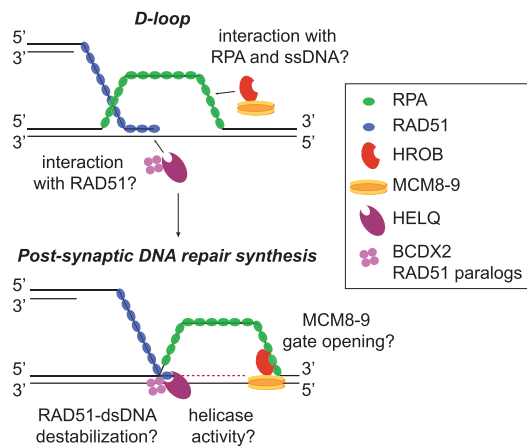 D-loop
5’
3’
interaction with
RPA and ssDNA?
5’
3’
3’
5’
interaction
with RAD51?
Post-synaptic DNA repair synthesis
5’
3’
MCM8-9
gate opening?
5’
3’
3’
5’
RAD51-dsDNA
destabilization?
helicase
activity?
RPA
RAD51
HROB
MCM8-9
HELQ
BCDX2
RAD51 paralogs